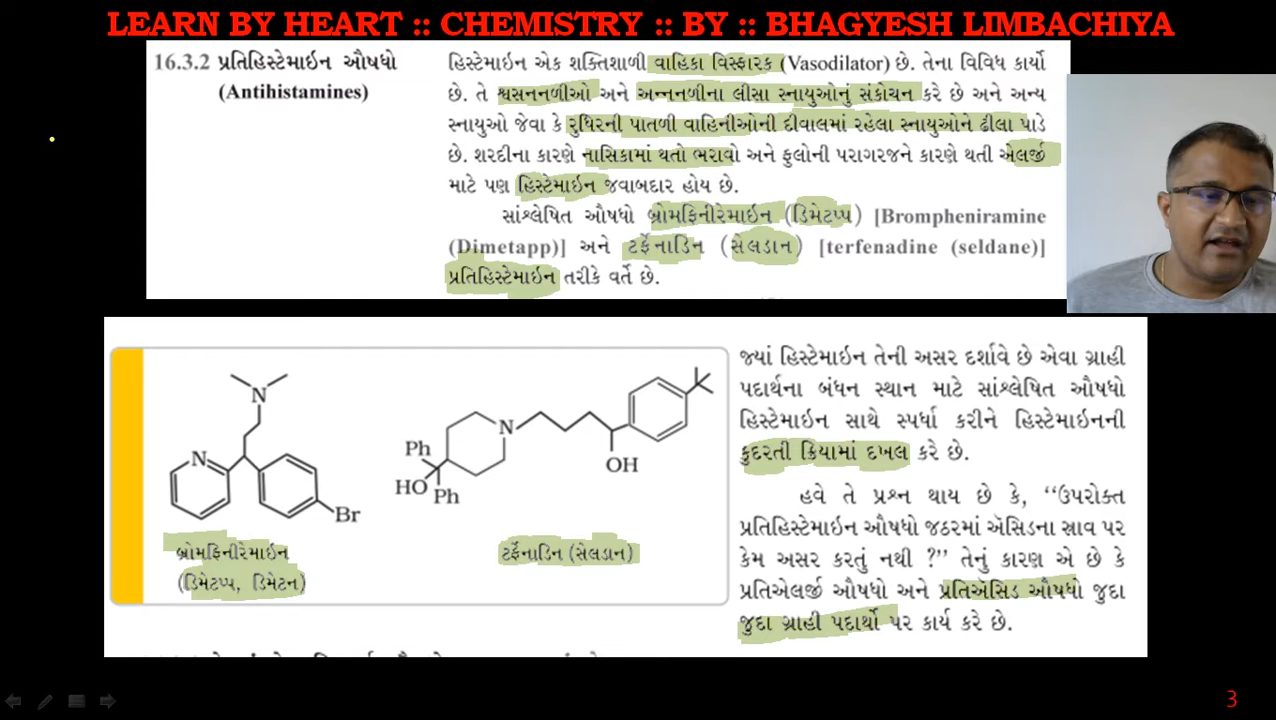 LEARN BY HEART :: CHEMISTRY :: BY :: BHAGYESH LIMBACHIYA
16.3.2 પ્રતિહિસ્ટેમાઇન ઔષધો
(Antihistamines)
હિસ્ટેમાઇન એક શક્તિશાળી વાહિકા વિસ્ફારક (Vasodilator) છે. તેના વિવિધ કાર્યો
છે. તે શ્વસનનળીઓ અને અન્નનળીના લીસા સ્નાયુઓનું સંકોચન કરે છે અને અન્ય
સ્નાયુઓ જેવા કે રુધિરની પાતળી વાહિનીઓની દીવાલમાં રહેલા સ્નાયુઓને ઢીલા પાડે
છે. શરદીના કારણે નાસિકામાં થતો ભરાવો અને ફુલોની પરાગરજને કારણે થતી એલર્જી
માટે પણ હિસ્ટેમાઇન જવાબદાર હોય છે.
સાંશ્લેષિત ઔષધો બ્રોમફિનીરેમાઇન (ડિમેટપ્પ) [Brompheniramine
(Dimetapp)] અને ટર્ફેનાડિન (સેલડાન) [terfenadine (seldane)]
પ્રતિહિસ્ટેમાઇન તરીકે વર્તે છે.
N
N
Br
બ્રોમફિનીરેમાઇન
(ડિમેટપ્પ, ડિમેટન)
Ph
HO
Ph
N
OH
ટર્ફેનાડિન (સેલડાન)
જ્યાં હિસ્ટેમાઇન તેની અસર દર્શાવે છે એવા ગ્રાહી
પદાર્થના બંધન સ્થાન માટે સાંશ્લેષિત ઔષધો
હિસ્ટેમાઇન સાથે સ્પર્ધા કરીને હિસ્ટેમાઇનની
કુદરતી ક્રિયામાં દખલ કરે છે.
હવે તે પ્રશ્ન થાય છે કે, “ઉપરોક્ત
પ્રતિહિસ્ટેમાઇન ઔષધો જઠરમાં ઍસિડના સ્રાવ પર
કેમ અસર કરતું નથી ?” તેનું કારણ એ છે કે
પ્રતિએલર્જી ઔષધો અને પ્રતિઍસિડ ઔષધો જુદા
જુદા ગ્રાહી પદાર્થો પર કાર્ય કરે છે.
3